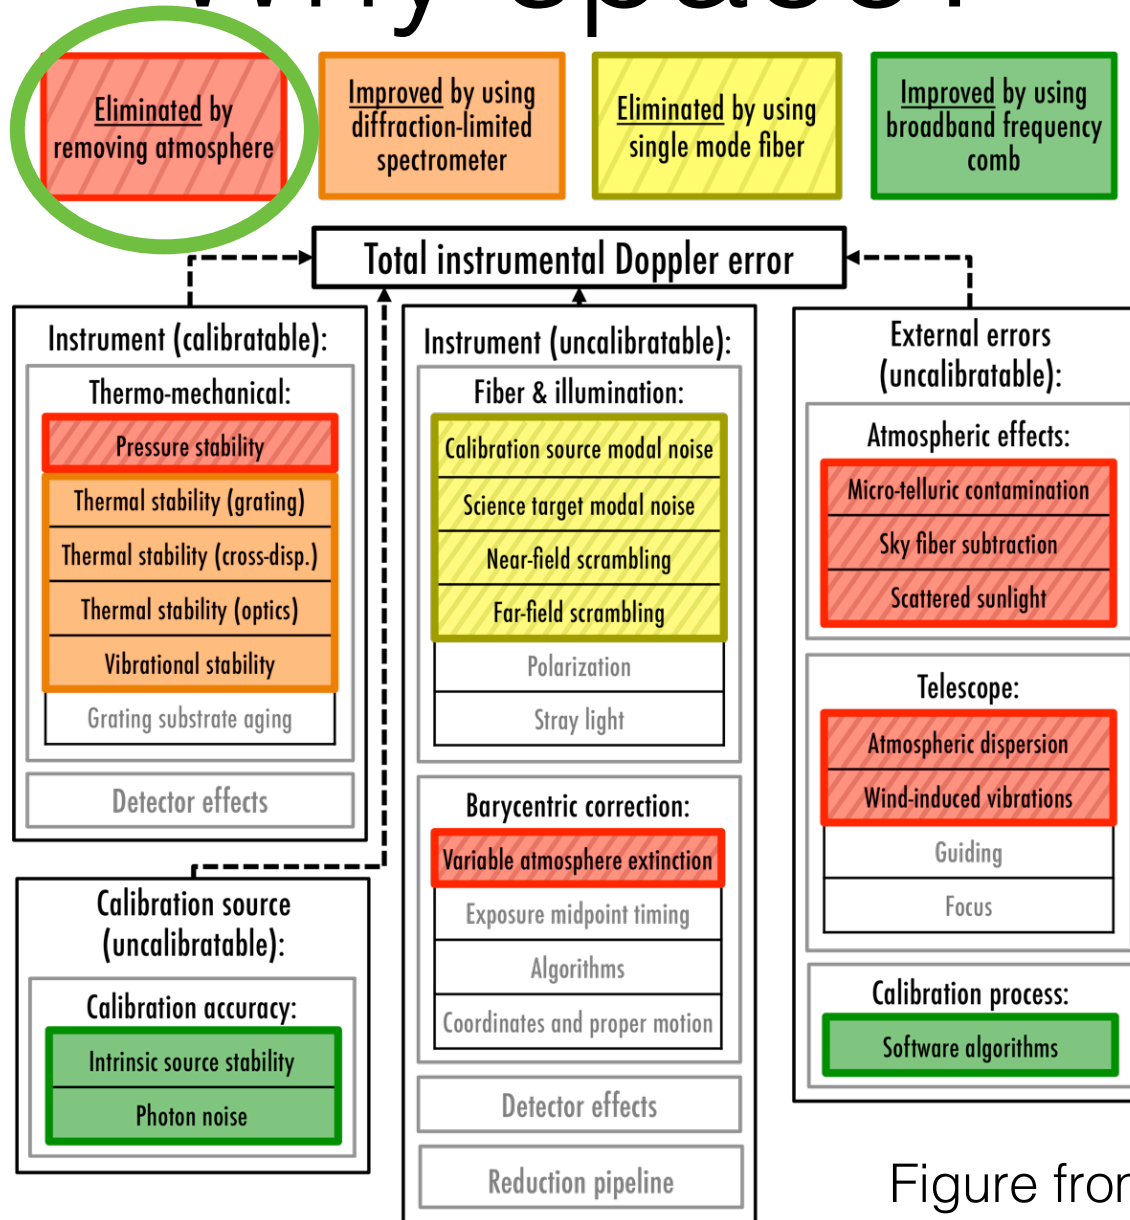 Why space?
Eliminated by
removing atmosphere
Improved by using
diffraction-limited
spectrometer
Eliminated by using
single mode fiber
Improved by using
broadband frequency
comb
Total instrumental Doppler error
Instrument (calibratable):
Thermo-mechanical:
Pressure stability
Thermal stability (grating)
Thermal stability (cross-disp.)
Thermal stability (optics)
Vibrational stability
Grating substrate aging
Detector effects
Calibration source
(uncalibratable):
Calibration accuracy:
Intrinsic source stability
Photon noise
Instrument (uncalibratable):
Fiber & illumination:
Calibration source modal noise
Science target modal noise
Near-field scrambling
Far-field scrambling
Polarization
Stray light
Barycentric correction:
Variable atmosphere extinction
Exposure midpoint timing
Algorithms
Coordinates and proper motion
Detector effects
Reduction pipeline
External errors
(uncalibratable):
Atmospheric effects:
Micro-telluric contamination
Sky fiber subtraction
Scattered sunlight
Telescope:
Atmospheric dispersion
Wind-induced vibrations
Guiding
Focus
Calibration process:
Software algorithms
Figure from